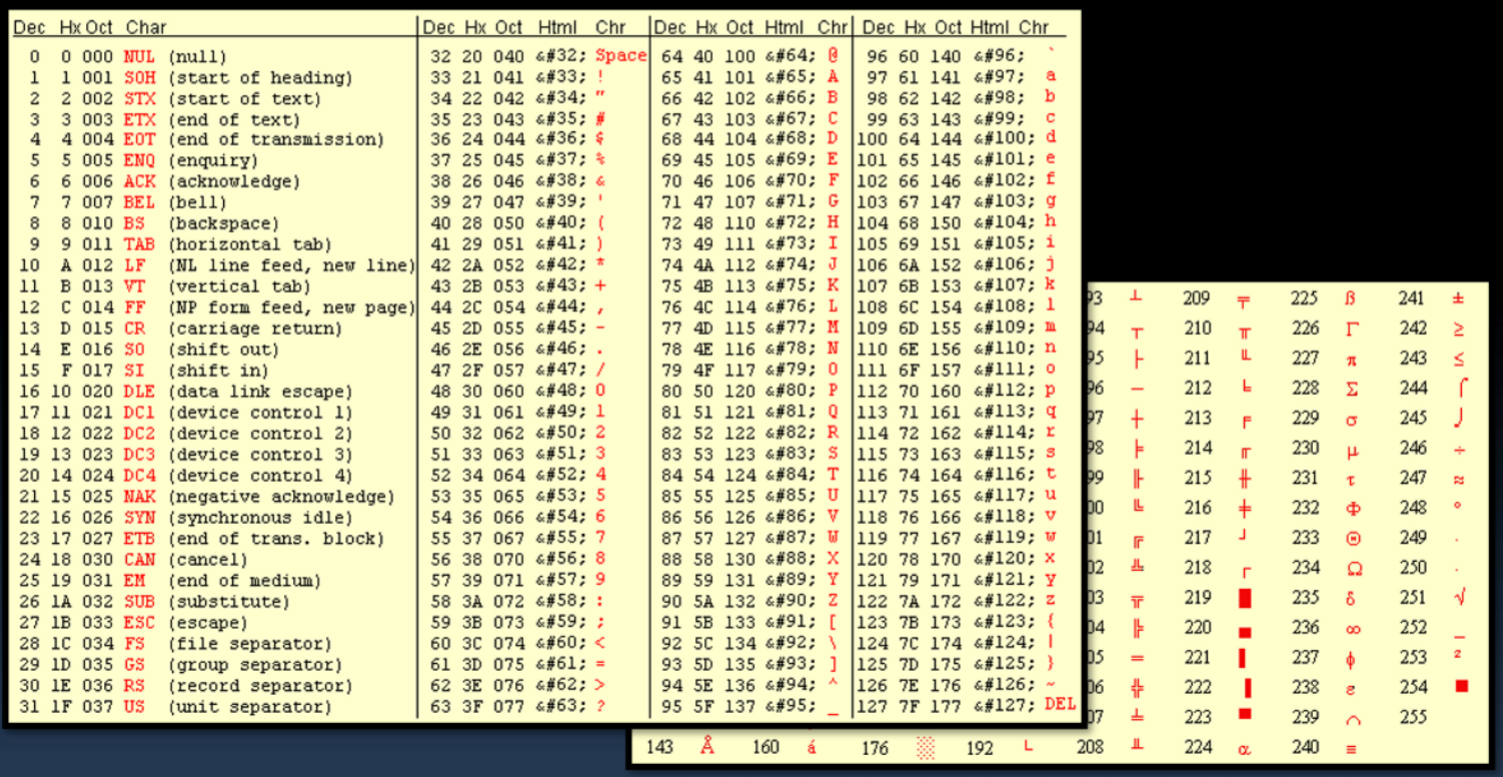 Dec Hx Oct Char Dec Hx Oct Html Chr Dec Hx Oct Html Chr Dec Hx Oct Html Chr
0 0 000 NUL (null) 32 20 040 &#32; Space 64 40 100 &#64; @ 96 60 140 &#96; `
1 1 001 SOH (start of heading) 33 21 041 &#33; ! 65 41 101 &#65; A 97 61 141 &#97; a
2 2 002 STX (start of text) 34 22 042 &#34; " 66 42 102 &#66; B 98 62 142 &#98; b
3 3 003 ETX (end of text) 35 23 043 &#35; # 67 43 103 &#67; C 99 63 143 &#99; c
4 4 004 EOT (end of transmission) 36 24 044 &#36; $ 68 44 104 &#68; D 100 64 144 &#100; d
5 5 005 ENQ (enquiry) 37 25 045 &#37; % 69 45 105 &#69; E 101 65 145 &#101; e
6 6 006 ACK (acknowledge) 38 26 046 &#38; & 70 46 106 &#70; F 102 66 146 &#102; f
7 7 007 BEL (bell) 39 27 047 &#39; ' 71 47 107 &#71; G 103 67 147 &#103; g
8 8 010 BS (backspace) 40 28 050 &#40; ( 72 48 110 &#72; H 104 68 150 &#104; h
9 9 011 TAB (horizontal tab) 41 29 051 &#41; ) 73 49 111 &#73; I 105 69 151 &#105; i
10 A 012 LF (NL line feed, new line) 42 2A 052 &#42; * 74 4A 112 &#74; J 106 6A 152 &#106; j
11 B 013 VT (vertical tab) 43 2B 053 &#43; + 75 4B 113 &#75; K 107 6B 153 &#107; k
12 C 014 FF (NP form feed, new page) 44 2C 054 &#44; , 76 4C 114 &#76; L 108 6C 154 &#108; l
13 D 015 CR (carriage return) 45 2D 055 &#45; - 77 4D 115 &#77; M 109 6D 155 &#109; m
14 E 016 SO (shift out) 46 2E 056 &#46; . 78 4E 116 &#78; N 110 6E 156 &#110; n
15 F 017 SI (shift in) 47 2F 057 &#47; / 79 4F 117 &#79; O 111 6F 157 &#111; o
16 10 020 DLE (data link escape) 48 30 060 &#48; 0 80 50 120 &#80; P 112 70 160 &#112; p
17 11 021 DC1 (device control 1) 49 31 061 &#49; 1 81 51 121 &#81; Q 113 71 161 &#113; q
18 12 022 DC2 (device control 2) 50 32 062 &#50; 2 82 52 122 &#82; R 114 72 162 &#114; r
19 13 023 DC3 (device control 3) 51 33 063 &#51; 3 83 53 123 &#83; S 115 73 163 &#115; s
20 14 024 DC4 (device control 4) 52 34 064 &#52; 4 84 54 124 &#84; T 116 74 164 &#116; t
21 15 025 NAK (negative acknowledge) 53 35 065 &#53; 5 85 55 125 &#85; U 117 75 165 &#117; u
22 16 026 SYN (synchronous idle) 54 36 066 &#54; 6 86 56 126 &#86; V 118 76 166 &#118; v
23 17 027 ETB (end of trans. block) 55 37 067 &#55; 7 87 57 127 &#87; W 119 77 167 &#119; w
24 18 030 CAN (cancel) 56 38 070 &#56; 8 88 58 130 &#88; X 120 78 170 &#120; x
25 19 031 EM (end of medium) 57 39 071 &#57; 9 89 59 131 &#89; Y 121 79 171 &#121; y
26 1A 032 SUB (substitute) 58 3A 072 &#58; : 90 5A 132 &#90; Z 122 7A 172 &#122; z
27 1B 033 ESC (escape) 59 3B 073 &#59; ; 91 5B 133 &#91; [ 123 7B 173 &#123; {
28 1C 034 FS (file separator) 60 3C 074 &#60; < 92 5C 134 &#92; \ 124 7C 174 &#124; |
29 1D 035 GS (group separator) 61 3D 075 &#61; = 93 5D 135 &#93; ] 125 7D 175 &#125; }
30 1E 036 RS (record separator) 62 3E 076 &#62; > 94 5E 136 &#94; ^ 126 7E 176 &#126; ~
31 1F 037 US (unit separator) 63 3F 077 &#63; ? 95 5F 137 &#95; _ 127 7F 177 &#127; DEL
93 ┴ 209 ╤ 225 ß 241 ±
94 ┬ 210 ╥ 226 Γ 242 ≥
95 ├ 211 ╙ 227 π 243 ≤
96 ─ 212 ╘ 228 Σ 244 ⌠
97 ┼ 213 ╒ 229 σ 245 ⌡
98 ╞ 214 ╓ 230 µ 246 ÷
99 ╟ 215 ╫ 231 τ 247 ≈
00 ╚ 216 ╪ 232 Φ 248 °
01 ╔ 217 ┘ 233 Θ 249 ·
02 ╩ 218 ┌ 234 Ω 250 ·
03 ╦ 219 █ 235 δ 251 √
04 ╠ 220 ▄ 236 ∞ 252 _
05 ═ 221 ▌ 237 φ 253 ²
06 ╬ 222 ▐ 238 ε 254 ■
07 ╧ 223 ▀ 239 ∩ 255
143 Å 160 á 176 ░ 192 └ 208 ╨ 224 α 240 ≡